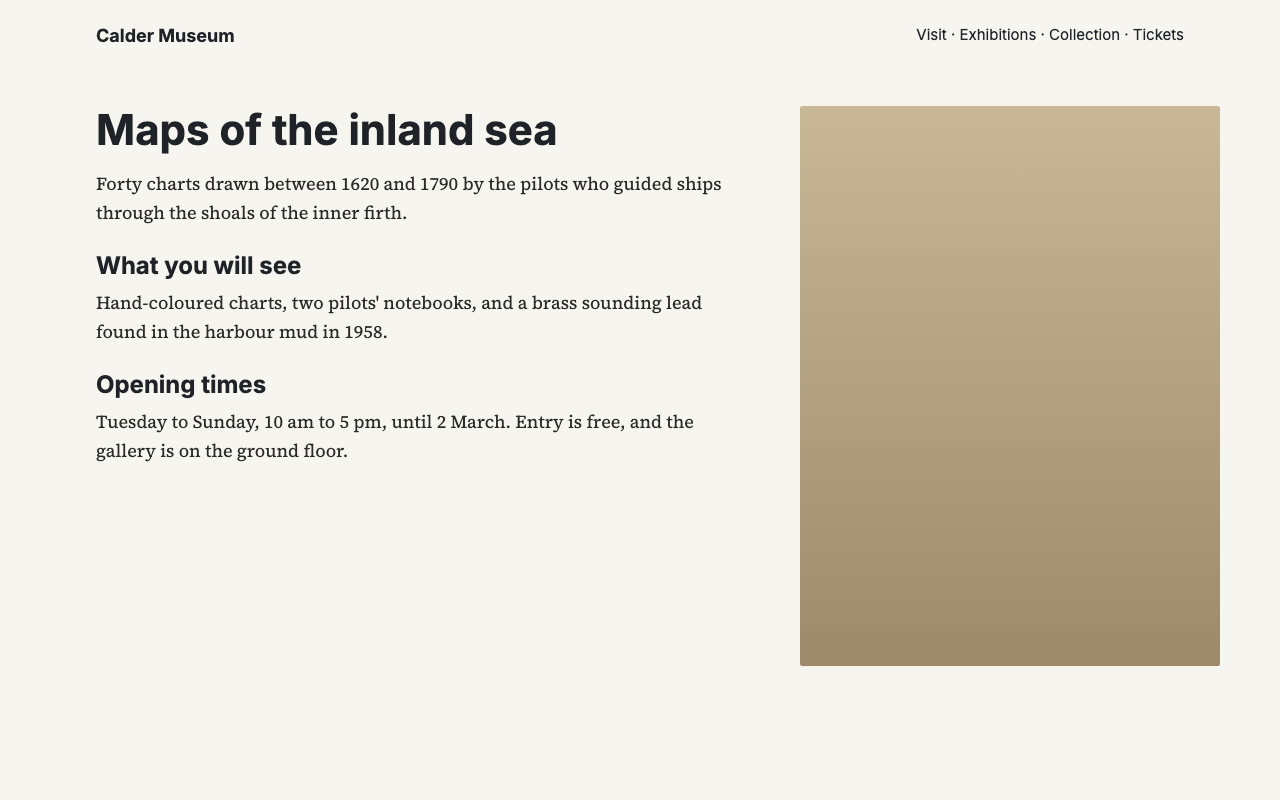 Calder Museum
Visit · Exhibitions · Collection · Tickets
Maps of the inland sea
Forty charts drawn between 1620 and 1790 by the pilots who guided ships
through the shoals of the inner firth.
What you will see
Hand-coloured charts, two pilots' notebooks, and a brass sounding lead
found in the harbour mud in 1958.
Opening times
Tuesday to Sunday, 10 am to 5 pm, until 2 March. Entry is free, and the
gallery is on the ground floor.